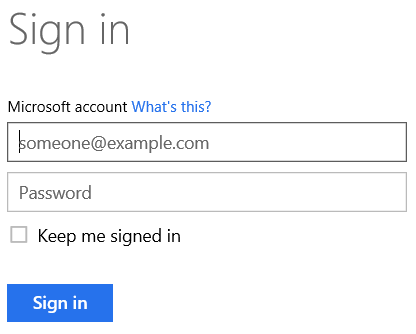 Sign in
Microsoft account What's this?
someone@example.com
Password
Keep me signed in
Sign in